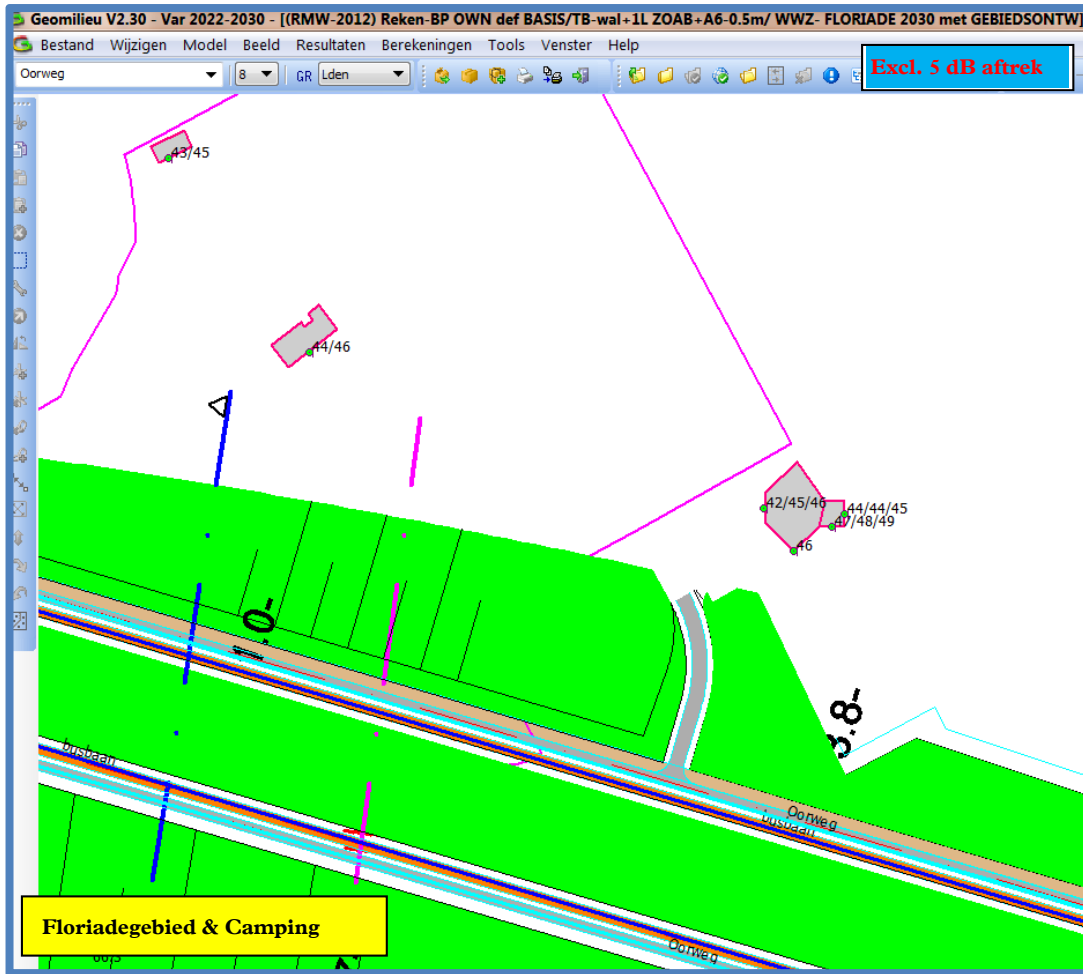 Geomilieu V2.30 - Var 2022-2030 - [(RMW-2012) Reken-BP OWN def BASIS/TB-wal+1L ZOAB+A6-0.5m/ WWZ- FLORIADE 2030 met GEBIEDSONTW]
Bestand Wijzigen Model Beeld Resultaten Berekeningen Tools Venster Help
Oorweg 8 GR Lden
Excl. 5 dB aftrek
43/45
44/46
42/45/46
44/44/45
47/48/49
46
3.8-
busbaan
Oorweg
busbaan
Oorweg
Floriadegebied & Camping